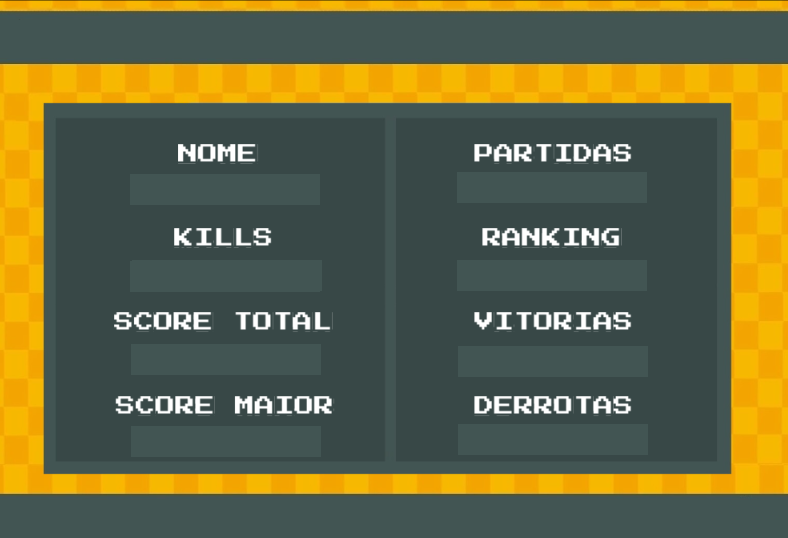 NOME
KILLS
SCORE TOTAL
SCORE MAIOR
PARTIDAS
RANKING
VITORIAS
DERROTAS